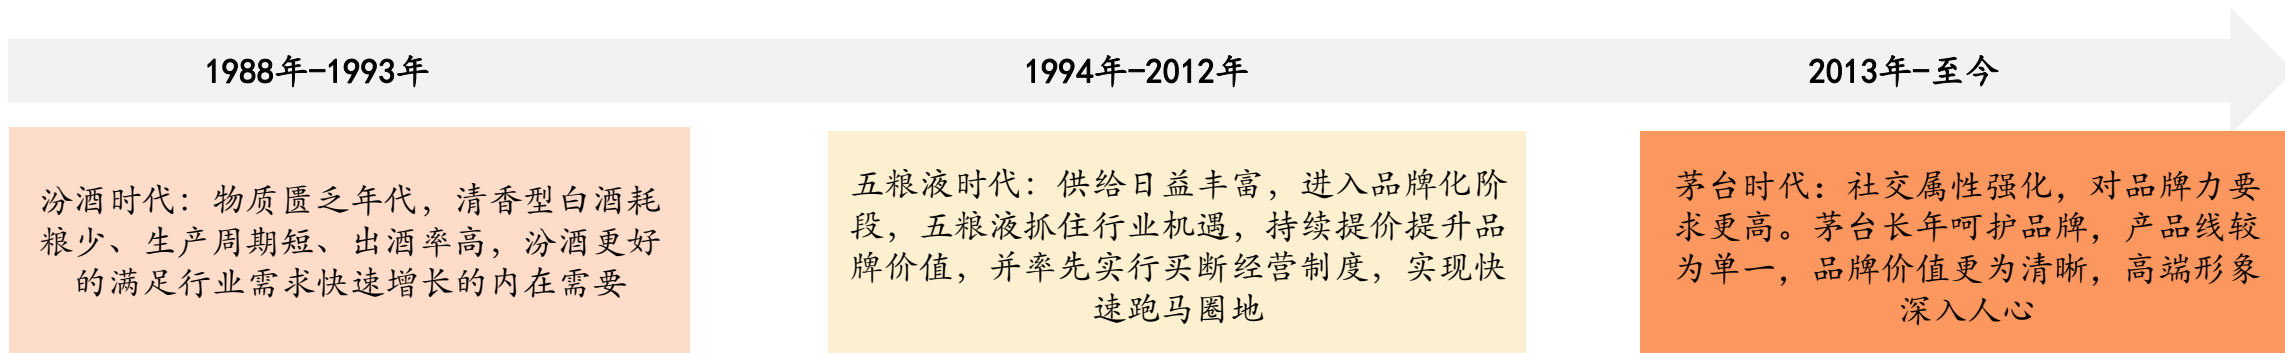 1988年-1993年
1994年-2012年
2013年-至今
汾酒时代：物质匮乏年代，清香型白酒耗
粮少、生产周期短、出酒率高，汾酒更好
的满足行业需求快速增长的内在需要
五粮液时代：供给日益丰富，进入品牌化阶
段，五粮液抓住行业机遇，持续提价提升品
牌价值，并率先实行买断经营制度，实现快
速跑马圈地
茅台时代：社交属性强化，对品牌力要
求更高。茅台长年呵护品牌，产品线较
为单一，品牌价值更为清晰，高端形象
深入人心